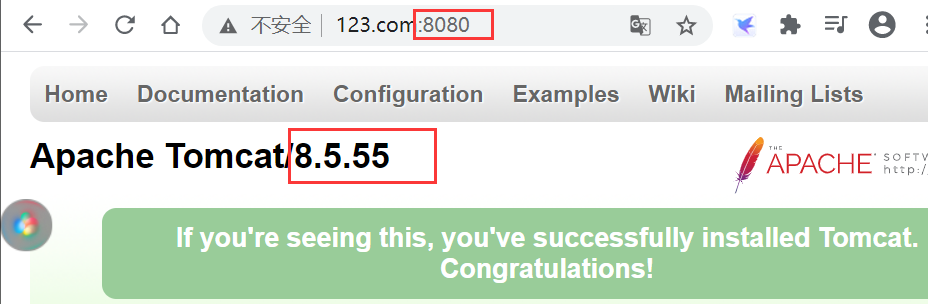 不安全 123.com:8080
Home Documentation Configuration Examples Wiki Mailing Lists
Apache Tomcat/8.5.55
THE
APACHE
SOFTW
http:/
If you're seeing this, you've successfully installed Tomcat.
Congratulations!